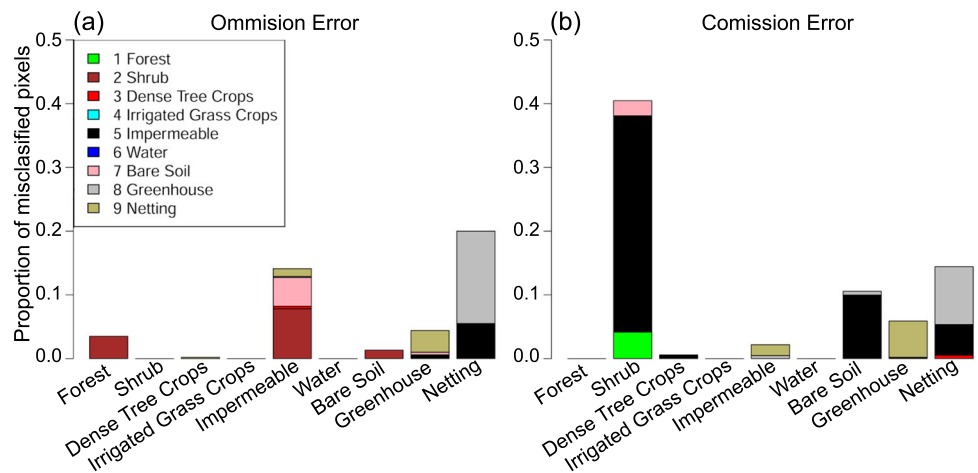 (a) Ommision Error
Proportion of misclasified pixels
0.5
0.4
0.3
0.2
0.1
0.0
1 Forest
2 Shrub
3 Dense Tree Crops
4 Irrigated Grass Crops
5 Impermeable
6 Water
7 Bare Soil
8 Greenhouse
9 Netting
Forest
Shrub
Dense Tree Crops
Irrigated Grass Crops
Impermeable
Water
Bare Soil
Greenhouse
Netting
(b) Comission Error
0.5
0.4
0.3
0.2
0.1
0.0
Forest
Shrub
Dense Tree Crops
Irrigated Grass Crops
Impermeable
Water
Bare Soil
Greenhouse
Netting